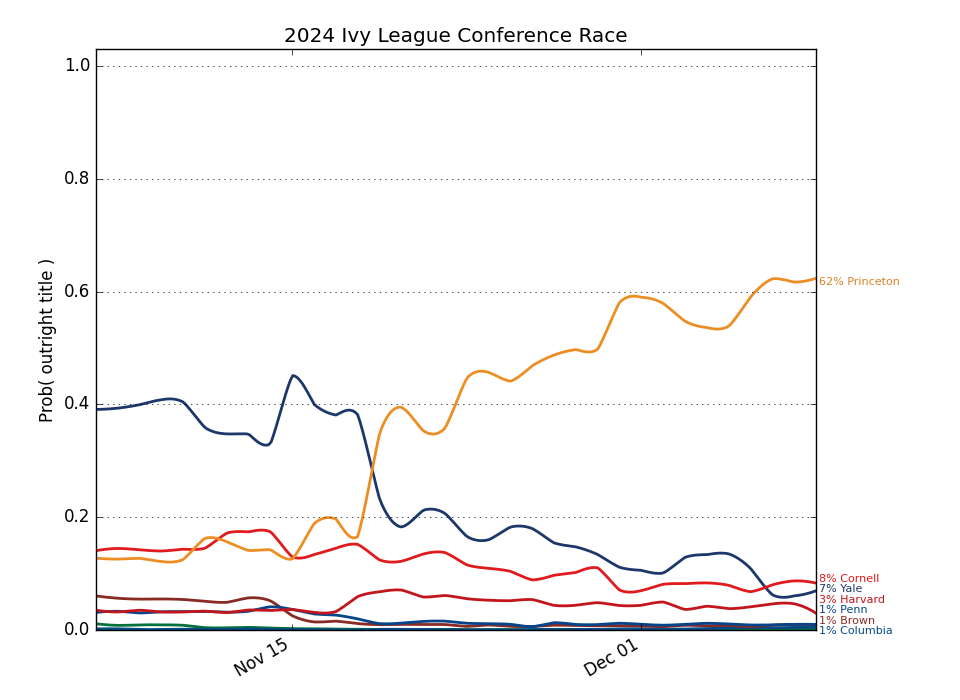 2024 Ivy League Conference Race
Prob( outright title )
1.0
0.8
0.6
0.4
0.2
0.0
Nov 15
Dec 01
62% Princeton
8% Cornell
7% Yale
3% Harvard
1% Penn
1% Brown
1% Columbia